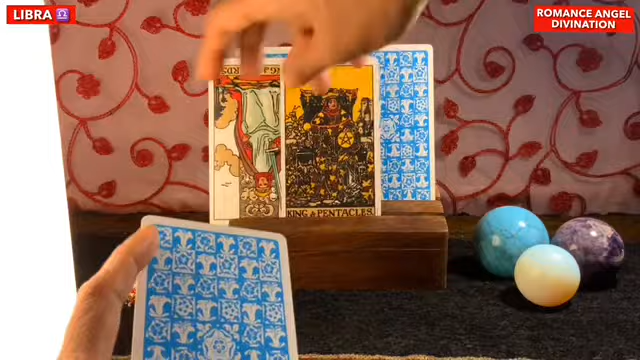 LIBRA ♎
ROMANCE ANGEL
DIVINATION
KING of PENTACLES